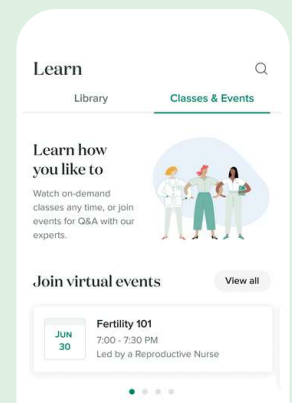 Learn
Library
Classes & Events
Learn how
you like to
Watch on-demand
classes any time, or join
events for Q&A with our
experts.
Join virtual events
View all
JUN
30
Fertility 101
7:00 - 7:30 PM
Led by a Reproductive Nurse